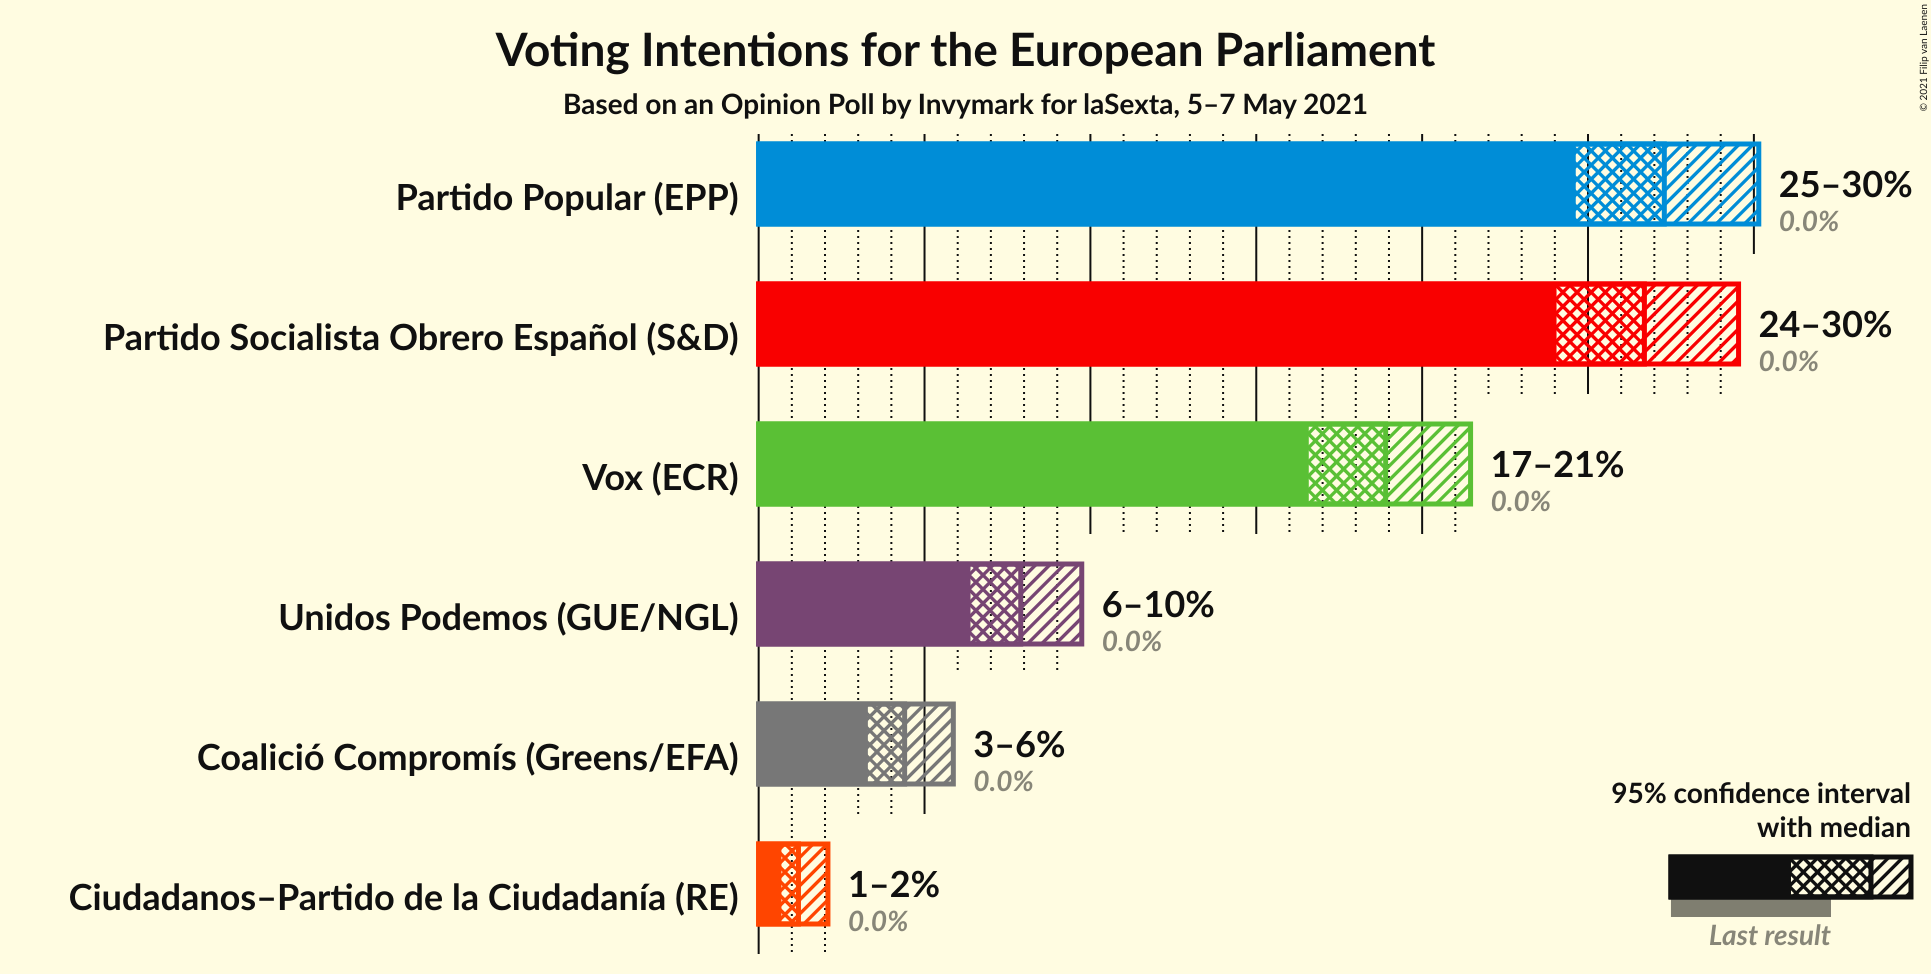 Voting Intentions for the European Parliament
Based on an Opinion Poll by Invymark for laSexta, 5–7 May 2021
© 2021 Filip van Laenen
Partido Popular (EPP)
25–30%
0.0%
Partido Socialista Obrero Español (S&D)
24–30%
0.0%
Vox (ECR)
17–21%
0.0%
Unidos Podemos (GUE/NGL)
6–10%
0.0%
Coalició Compromís (Greens/EFA)
3–6%
0.0%
Ciudadanos–Partido de la Ciudadanía (RE)
1–2%
0.0%
95% confidence interval
with median
Last result